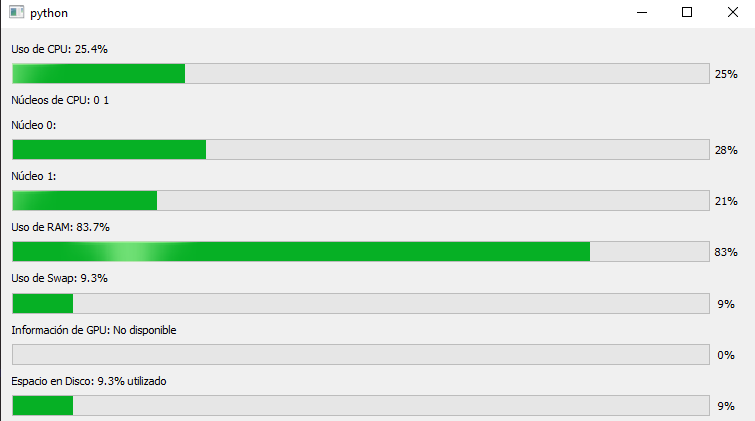 python
Uso de CPU: 25.4%
25%
Núcleos de CPU: 0 1
Núcleo 0:
28%
Núcleo 1:
21%
Uso de RAM: 83.7%
83%
Uso de Swap: 9.3%
9%
Información de GPU: No disponible
0%
Espacio en Disco: 9.3% utilizado
9%